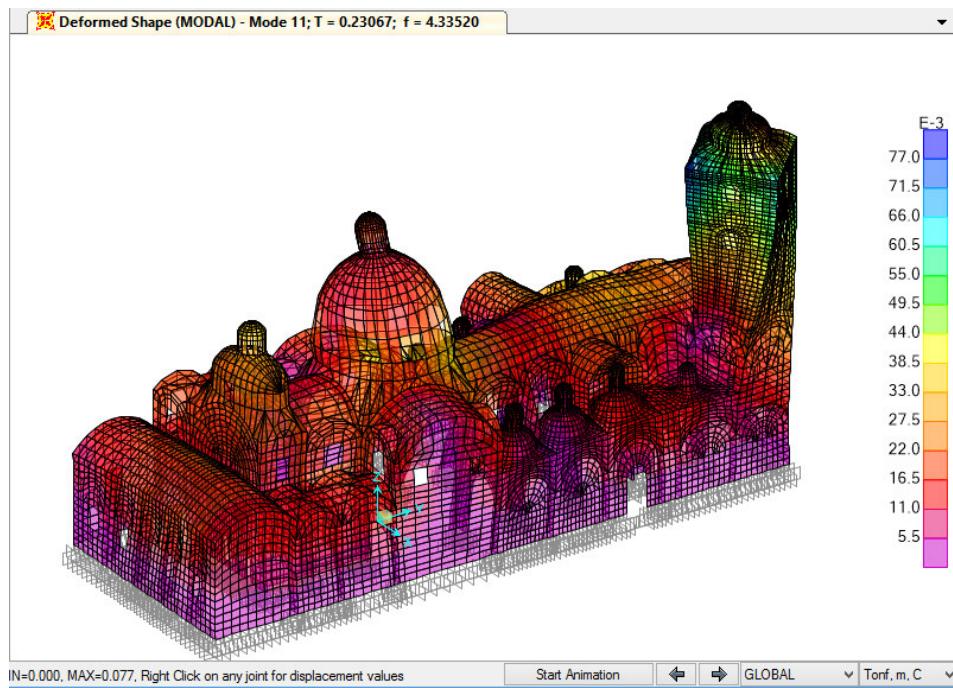 Deformed Shape (MODAL) - Mode 11; T = 0.23067; f = 4.33520
E-3
77.0
71.5
66.0
60.5
55.0
49.5
44.0
38.5
33.0
27.5
22.0
16.5
11.0
5.5
Z
Y
X
IN=0.000, MAX=0.077, Right Click on any joint for displacement values
Start Animation
GLOBAL
Tonf, m, C